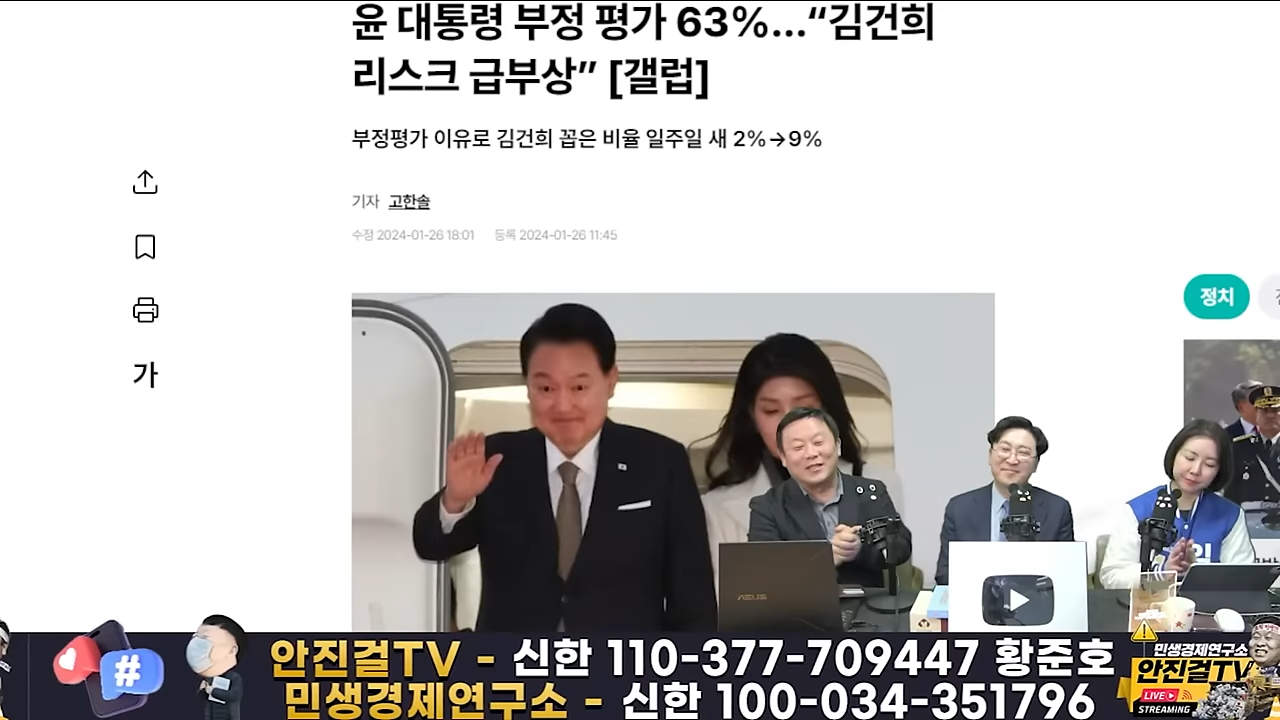 윤 대통령 부정 평가 63%…“김건희
리스크 급부상” [갤럽]
부정평가 이유로 김건희 꼽은 비율 일주일 새 2%→9%
기자 고한솔
수정 2024-01-26 18:01 등록 2024-01-26 11:45
가
정치
ASUS
#
안진걸TV - 신한 110-377-709447 황준호
민생경제연구소 - 신한 100-034-351796
민생경제연구소
안진걸TV
LIVE
STREAMING